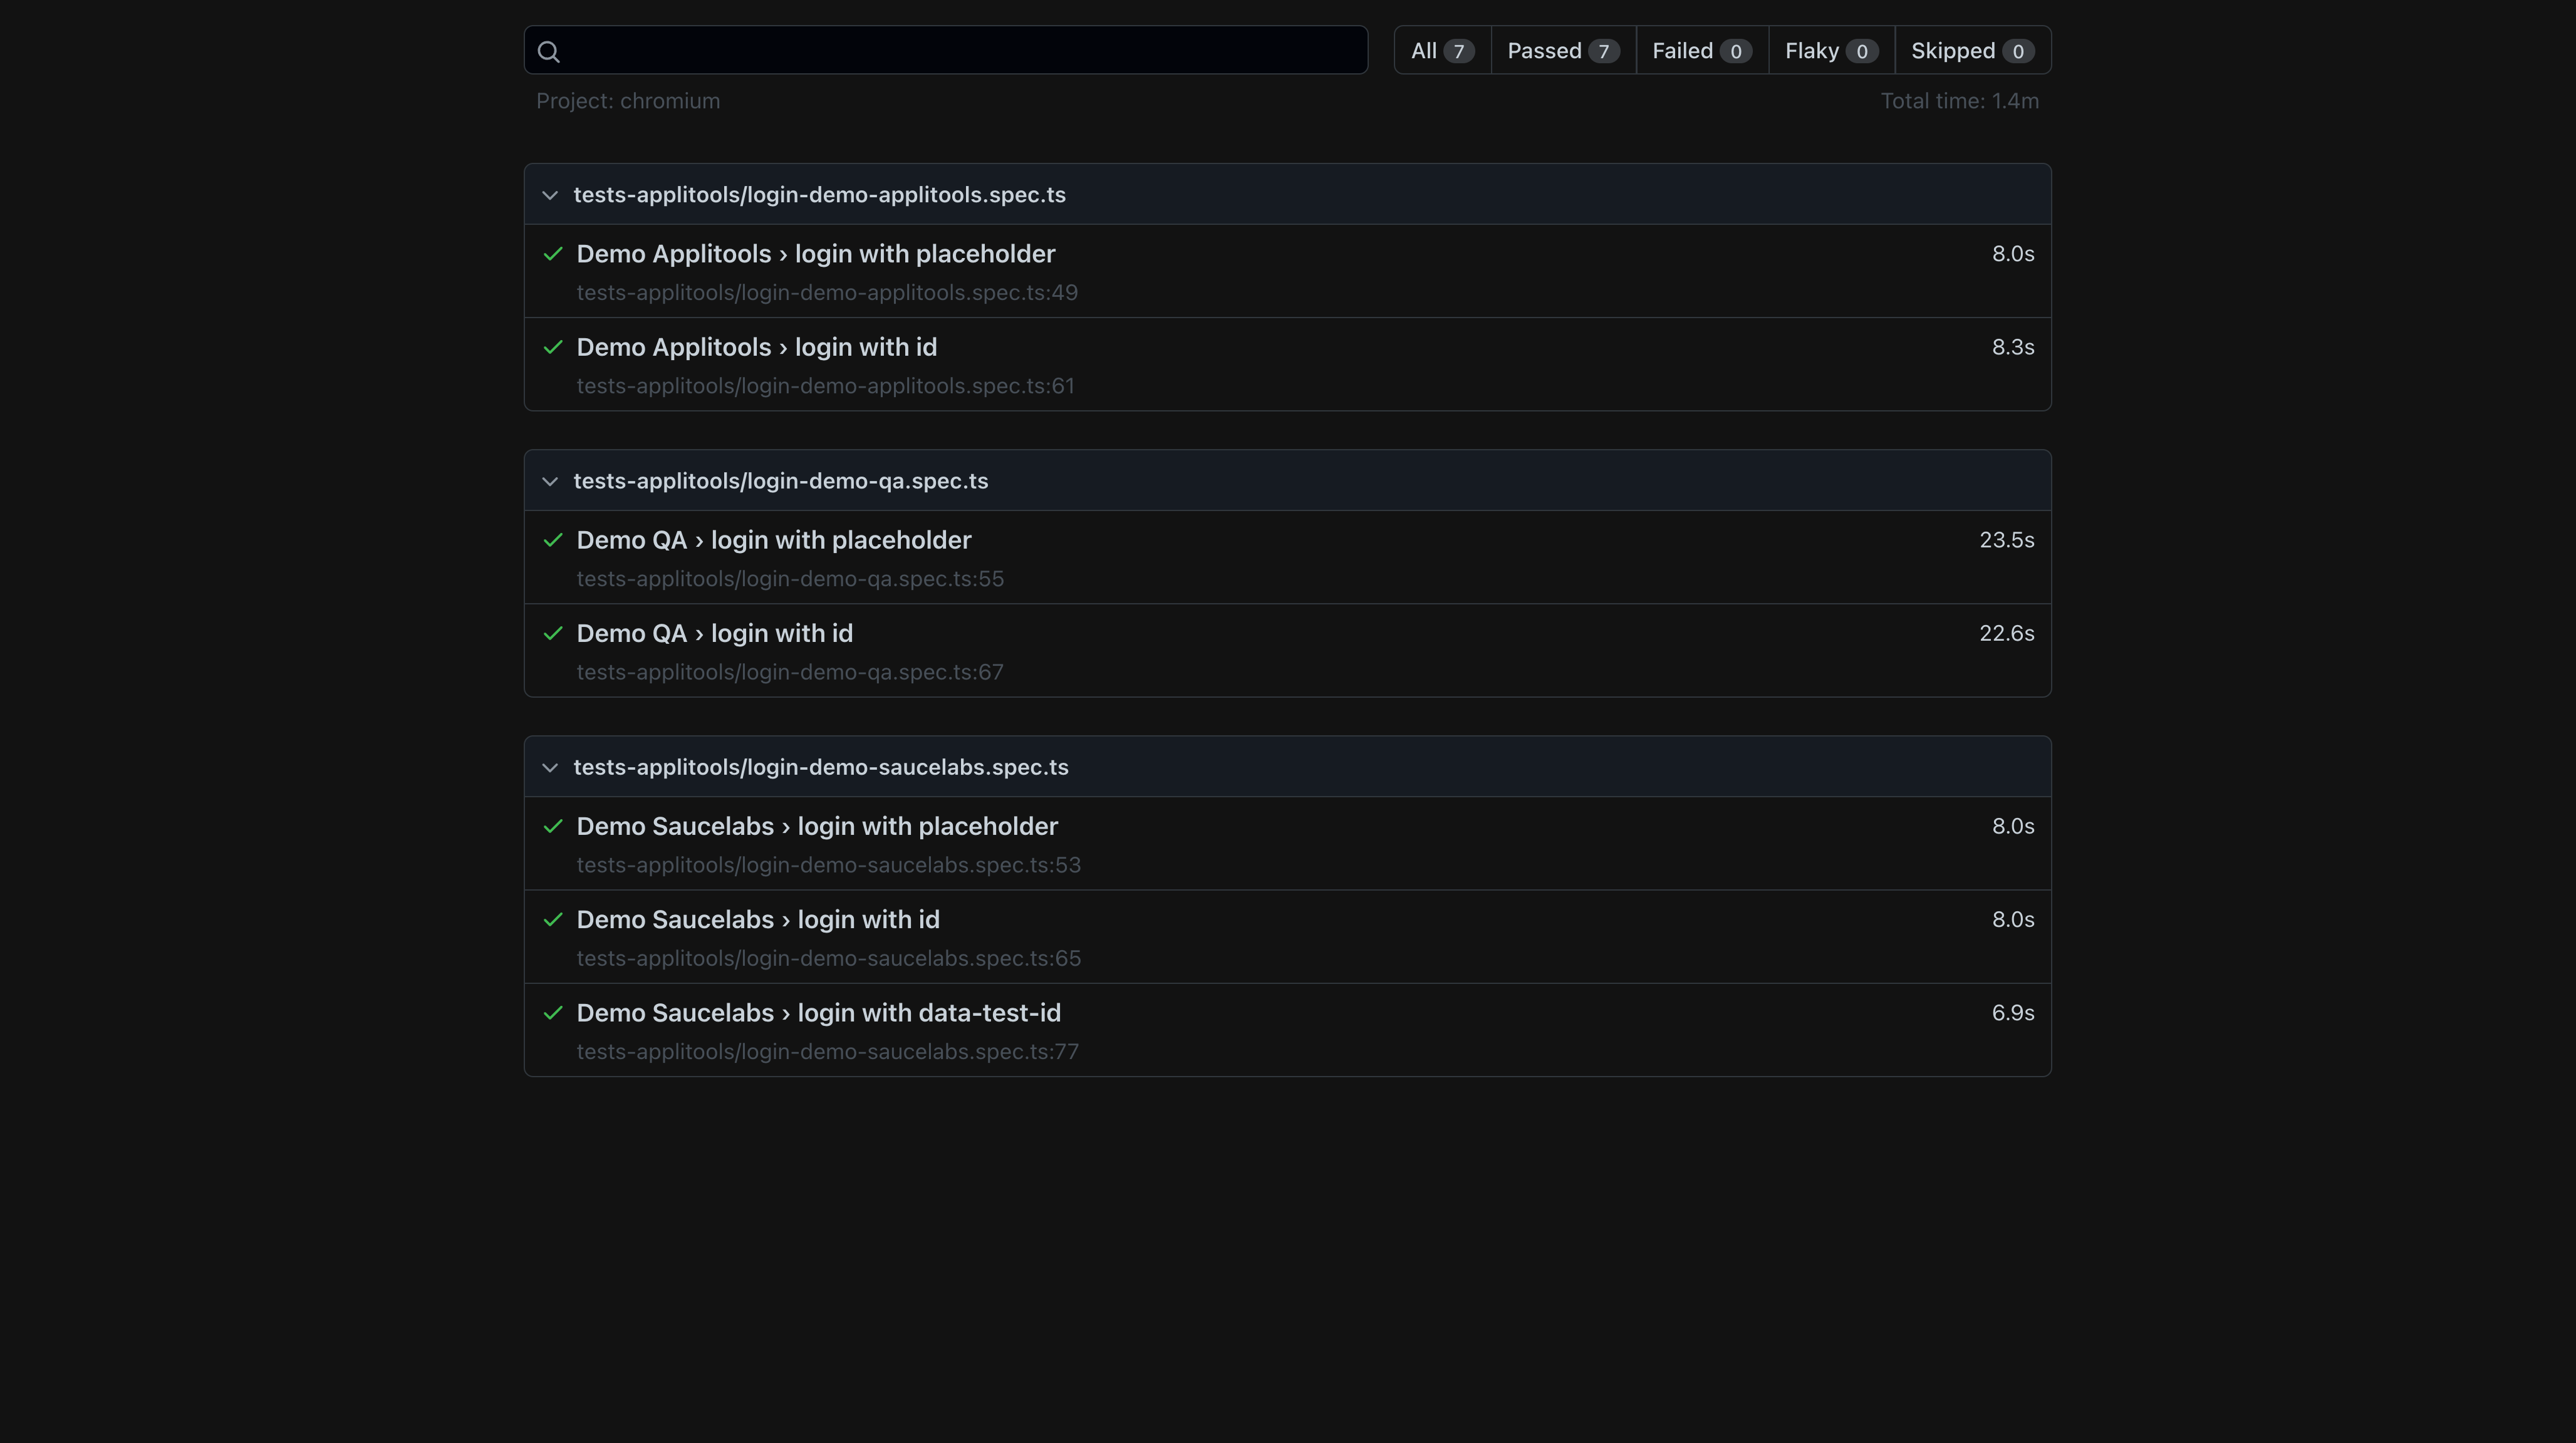 All 7 Passed 7 Failed 0 Flaky 0 Skipped 0
Project: chromium Total time: 1.4m
tests-applitools/login-demo-applitools.spec.ts
Demo Applitools › login with placeholder 8.0s
tests-applitools/login-demo-applitools.spec.ts:49
Demo Applitools › login with id 8.3s
tests-applitools/login-demo-applitools.spec.ts:61
tests-applitools/login-demo-qa.spec.ts
Demo QA › login with placeholder 23.5s
tests-applitools/login-demo-qa.spec.ts:55
Demo QA › login with id 22.6s
tests-applitools/login-demo-qa.spec.ts:67
tests-applitools/login-demo-saucelabs.spec.ts
Demo Saucelabs › login with placeholder 8.0s
tests-applitools/login-demo-saucelabs.spec.ts:53
Demo Saucelabs › login with id 8.0s
tests-applitools/login-demo-saucelabs.spec.ts:65
Demo Saucelabs › login with data-test-id 6.9s
tests-applitools/login-demo-saucelabs.spec.ts:77